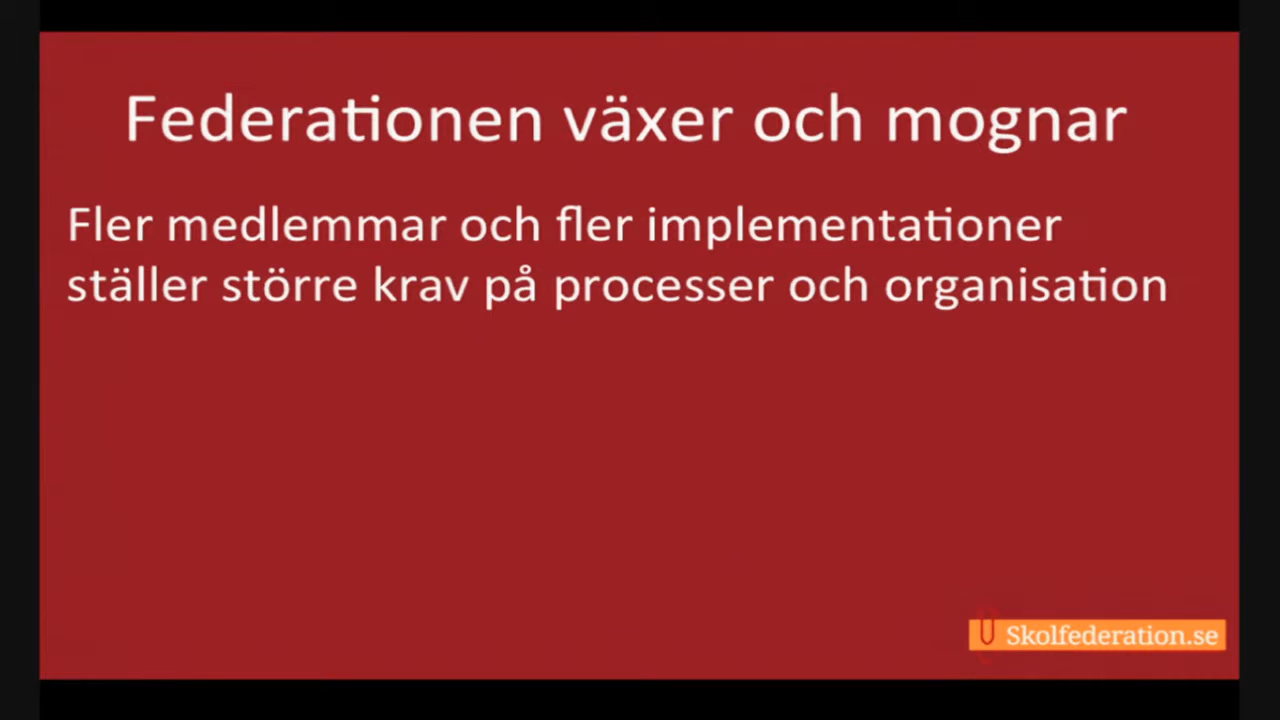 Federationen växer och mognar
Fler medlemmar och fler implementationer
ställer större krav på processer och organisation
Skolfederation.se